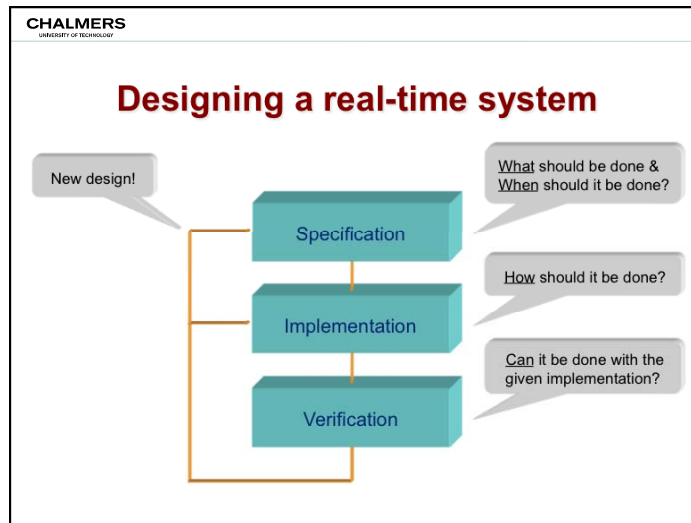 CHALMERS
UNIVERSITY OF TECHNOLOGY
Designing a real-time system
New design!
What should be done &
When should it be done?
Specification
How should it be done?
Implementation
Can it be done with the
given implementation?
Verification